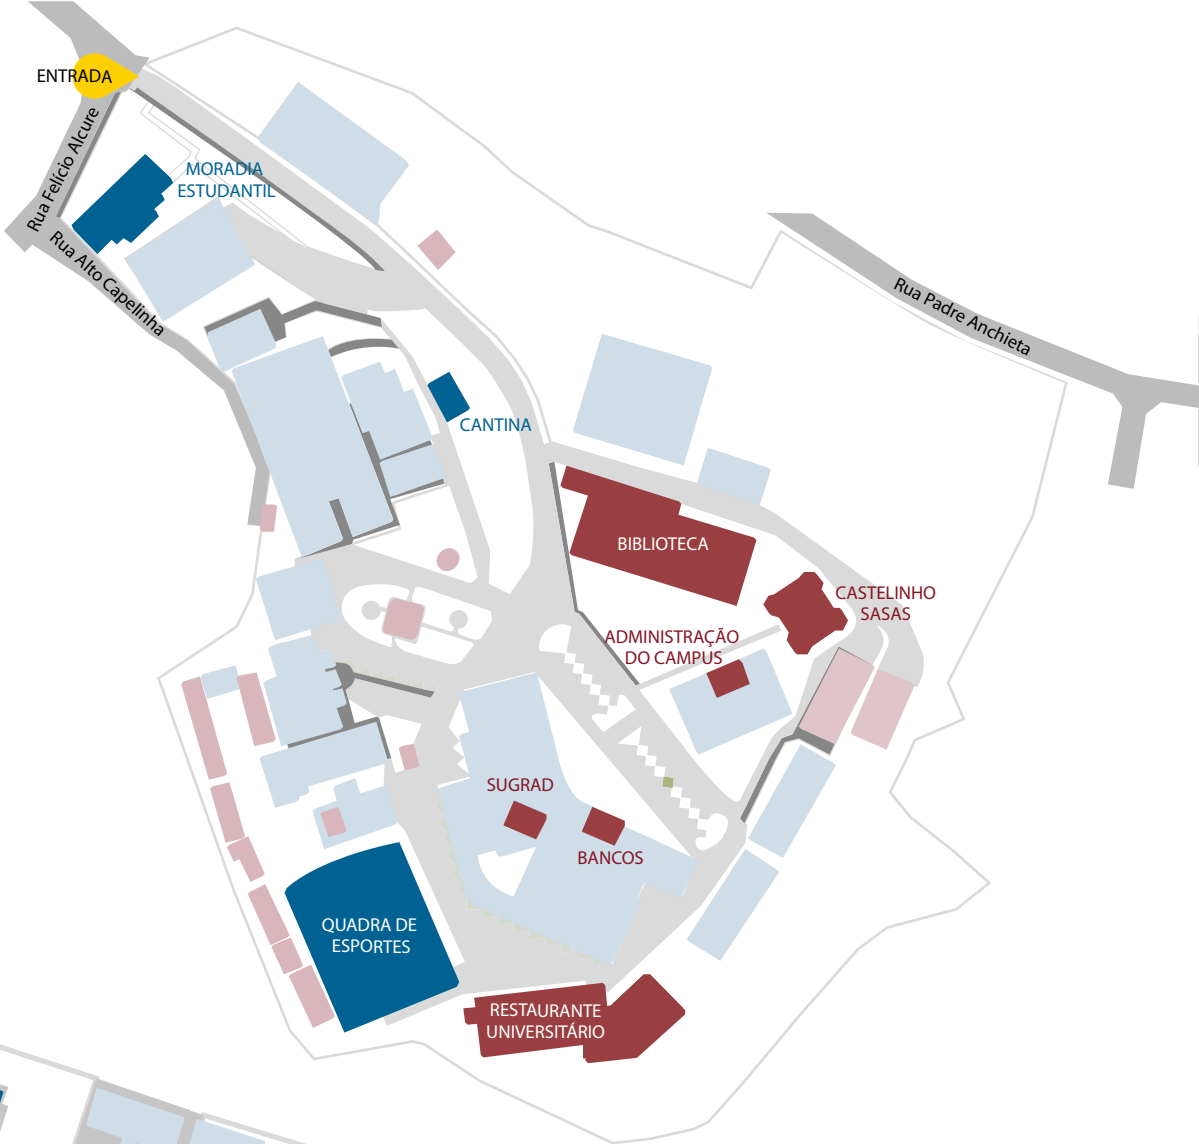 ENTRADA
Rua Felício Alcure
MORADIA
ESTUDANTIL
Rua Alto Capelinha
Rua Padre Anchieta
CANTINA
BIBLIOTECA
CASTELINHO
SASAS
ADMINISTRAÇÃO
DO CAMPUS
SUGRAD
BANCOS
QUADRA DE
ESPORTES
RESTAURANTE
UNIVERSITÁRIO